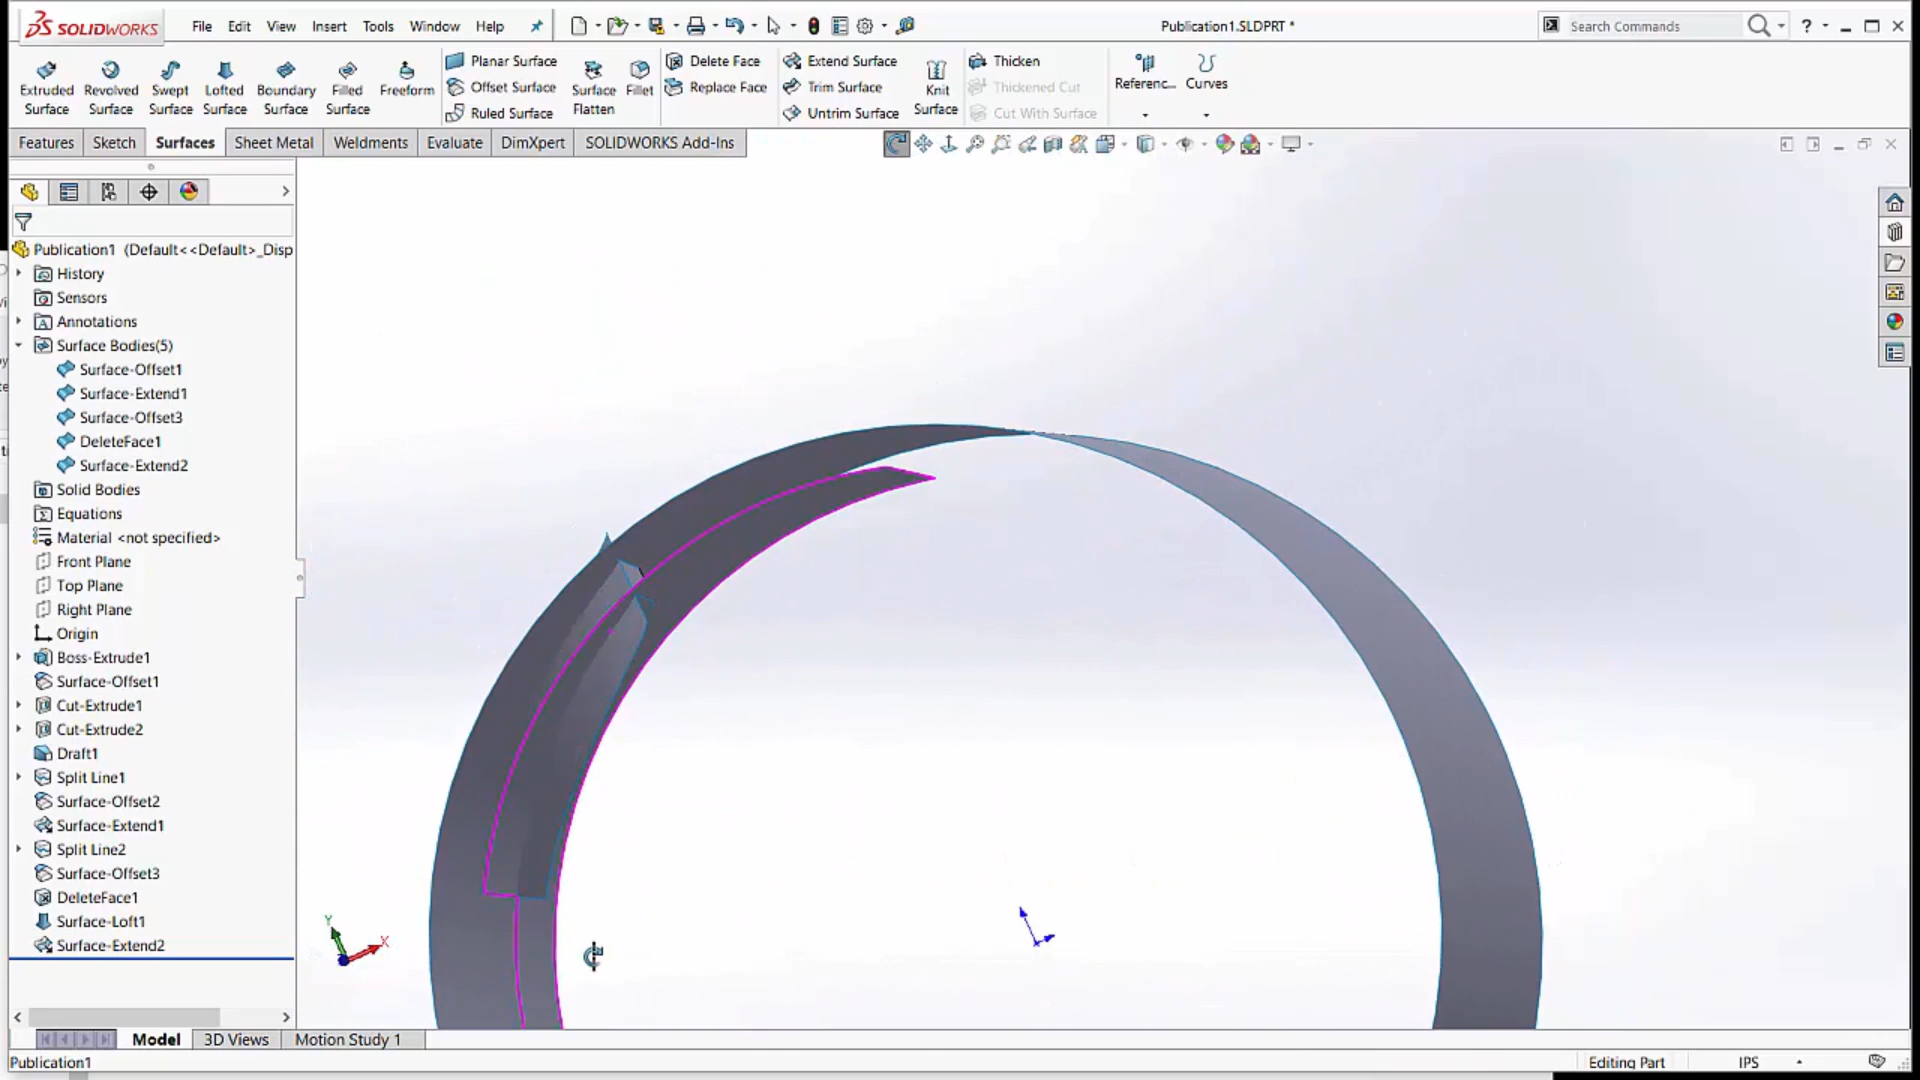 SOLIDWORKS File Edit View Insert Tools Window Help Publication1.SLDPRT * Search Commands ?
Extruded Surface
Revolved Surface
Swept Surface
Lofted Surface
Boundary Surface
Filled Surface
Freeform
Planar Surface
Offset Surface
Ruled Surface
Surface Flatten
Fillet
Delete Face
Replace Face
Extend Surface
Trim Surface
Untrim Surface
Knit Surface
Thicken
Thickened Cut
Cut With Surface
Referenc...
Curves
Features Sketch Surfaces Sheet Metal Weldments Evaluate DimXpert SOLIDWORKS Add-Ins
Publication1 (Default<<Default>_Disp
History
Sensors
Annotations
Surface Bodies(5)
Surface-Offset1
Surface-Extend1
Surface-Offset3
DeleteFace1
Surface-Extend2
Solid Bodies
Equations
Material <not specified>
Front Plane
Top Plane
Right Plane
Origin
Boss-Extrude1
Surface-Offset1
Cut-Extrude1
Cut-Extrude2
Draft1
Split Line1
Surface-Offset2
Surface-Extend1
Split Line2
Surface-Offset3
DeleteFace1
Surface-Loft1
Surface-Extend2
Y
X
Model 3D Views Motion Study 1
Publication1 Editing Part IPS